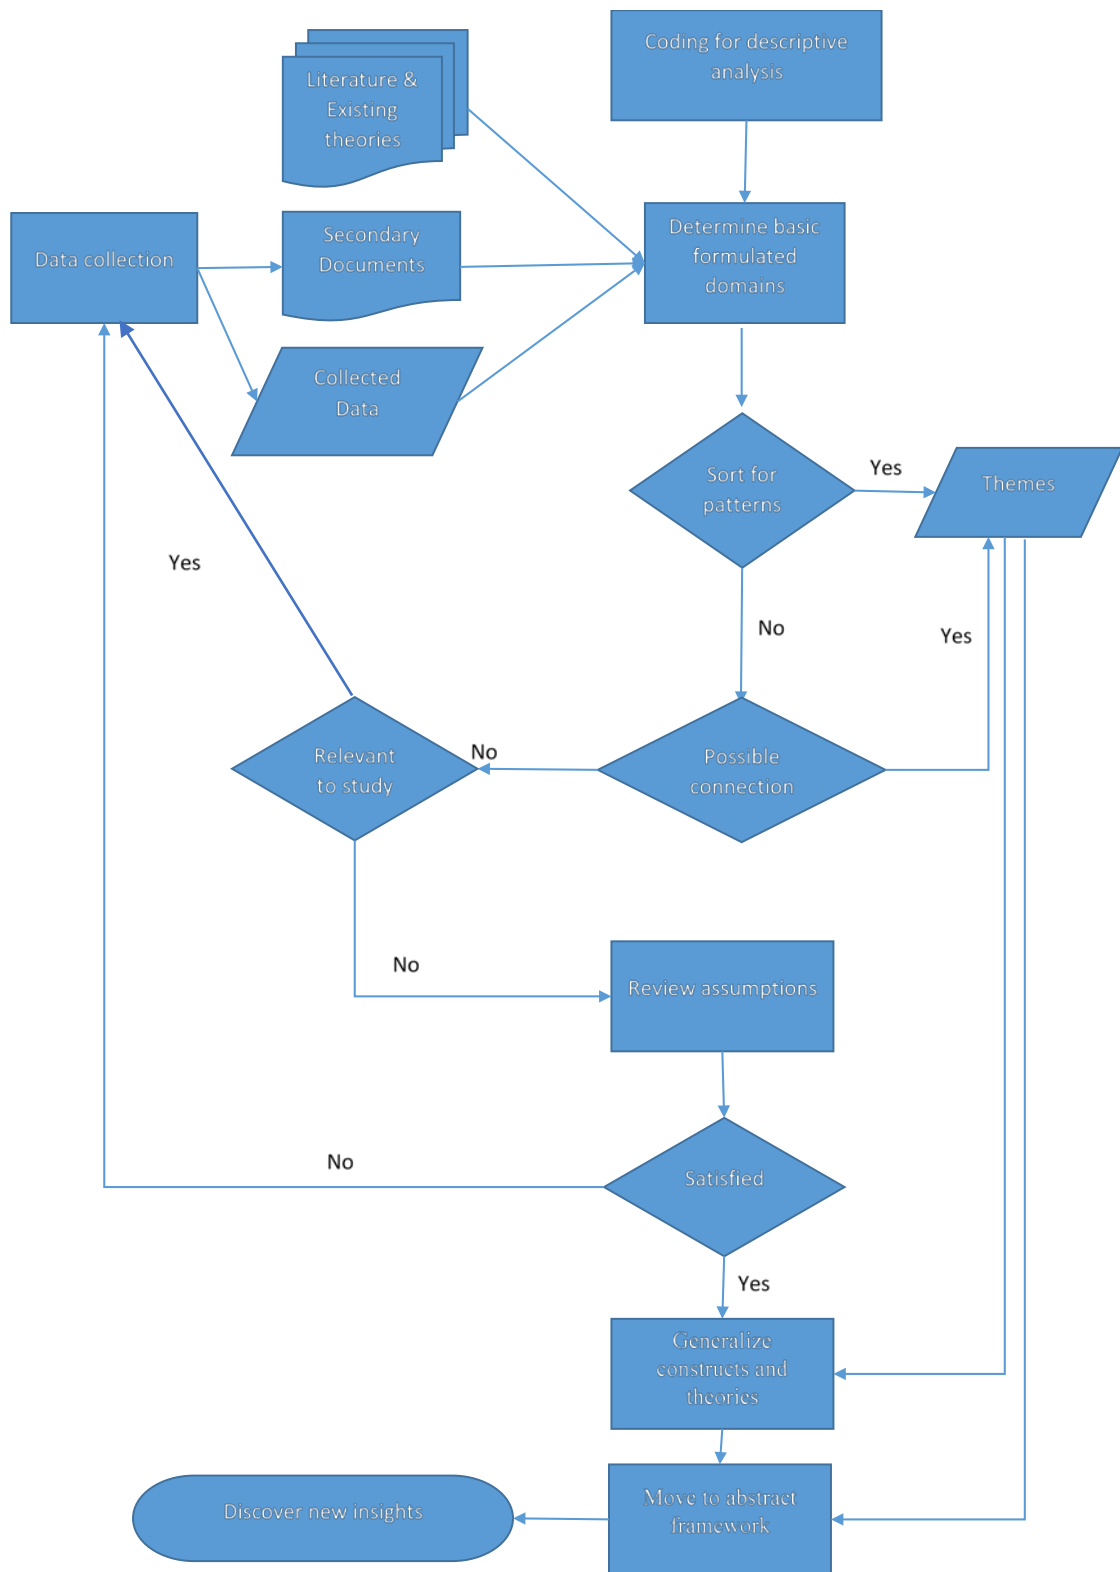 Coding for descriptive
analysis
Literature &
Existing
theories
Data collection
Secondary
Documents
Determine basic
formulated
domains
Collected
Data
Sort for
patterns
Yes
Themes
Yes
No
Yes
Relevant
to study
No
Possible
connection
No
Review assumptions
No
Satisfied
Yes
Generalize
constructs and
theories
Move to abstract
framework
Discover new insights